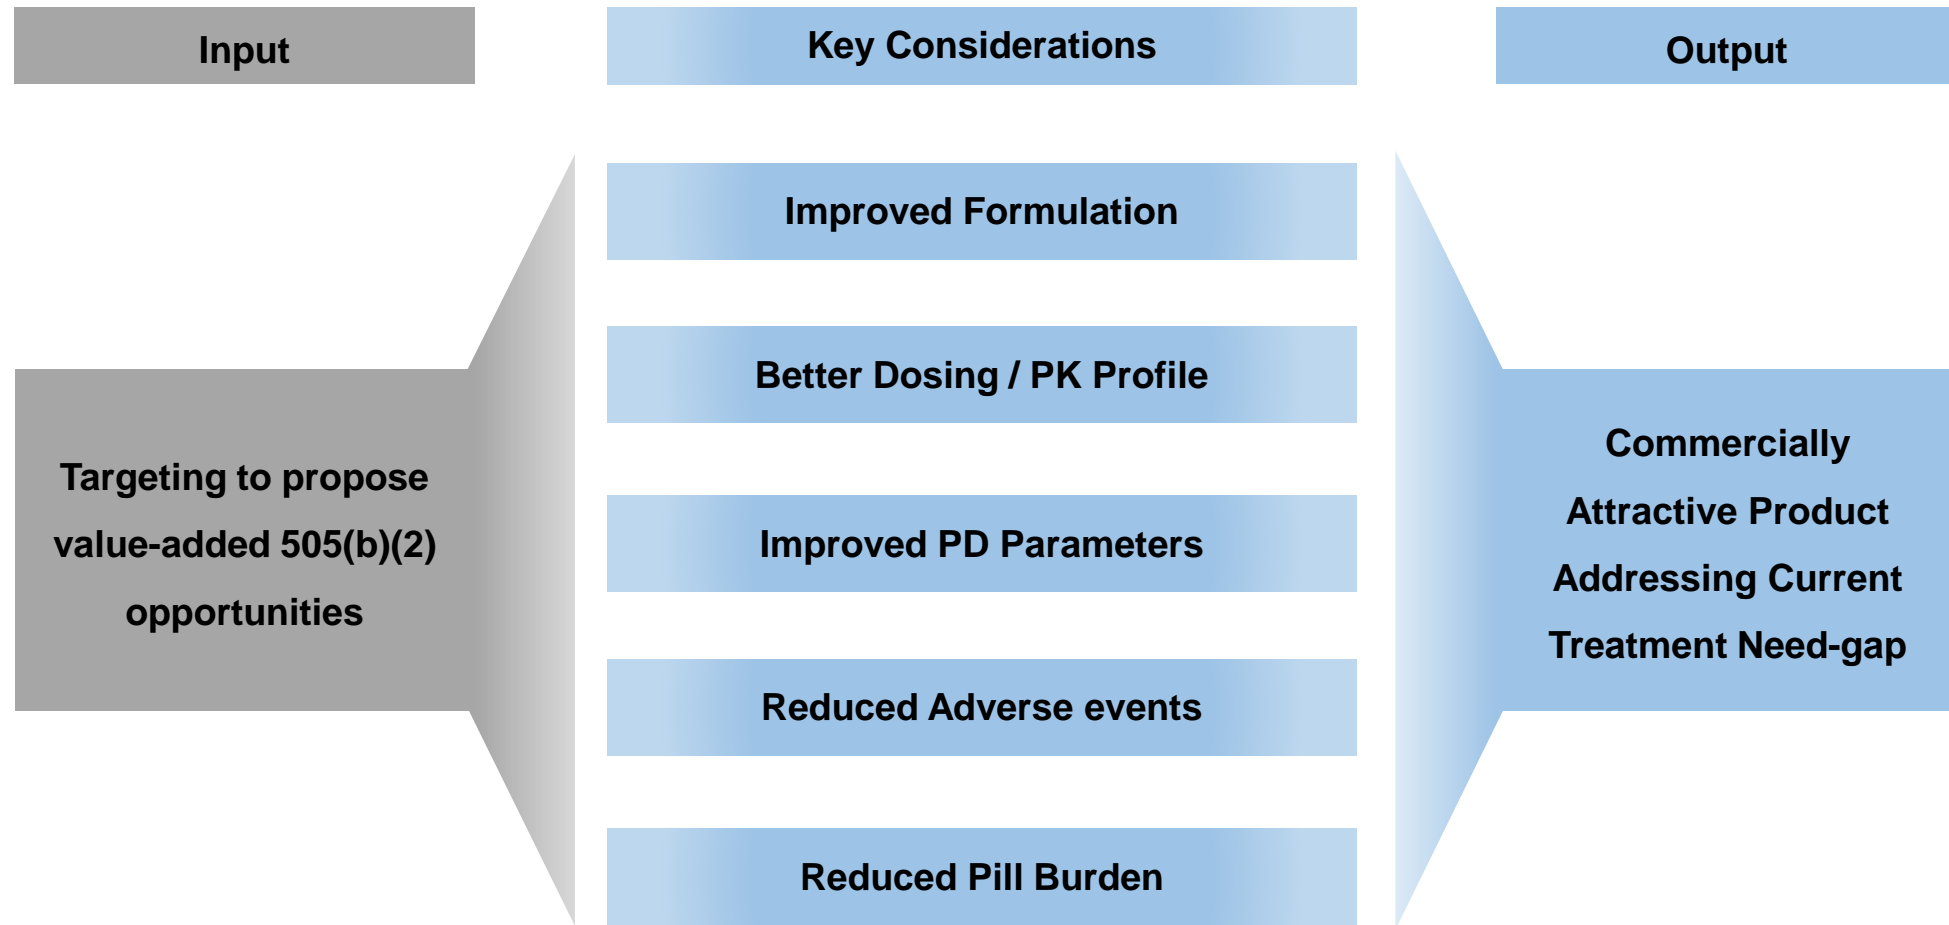 Input
Key Considerations
Output
Targeting to propose
value-added 505(b)(2)
opportunities
Improved Formulation
Better Dosing / PK Profile
Improved PD Parameters
Reduced Adverse events
Reduced Pill Burden
Commercially
Attractive Product
Addressing Current
Treatment Need-gap